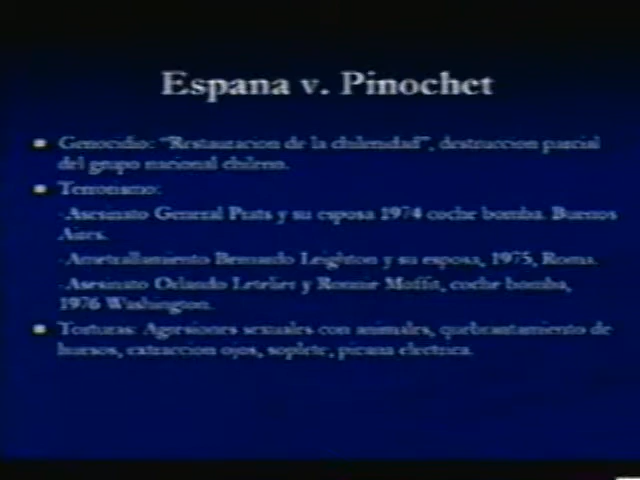 Espana v. Pinochet
Genocidio: "Restauracion de la chilenidad", destruccion parcial
del grupo nacional chileno.
Terrorismo:
-Asesinato General Prats y su esposa 1974 coche bomba. Buenos
Aires.
-Ametrallamiento Bernardo Leighton y su esposa, 1975, Roma.
-Asesinato Orlando Letelier y Ronnie Moffit, coche bomba,
1976 Washington.
Torturas: Agresiones sexuales con animales, quebrantamiento de
huesos, extraccion ojos, soplete, picana electrica.